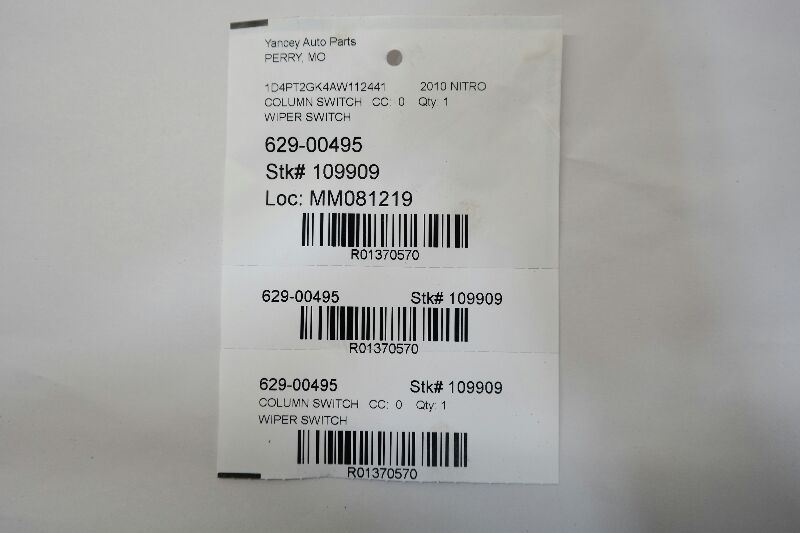 Yancey Auto Parts
PERRY, MO
1D4PT2GK4AW112441 2010 NITRO
COLUMN SWITCH CC: 0 Qty: 1
WIPER SWITCH
629-00495
Stk# 109909
Loc: MM081219
R01370570
629-00495 Stk# 109909
R01370570
629-00495 Stk# 109909
COLUMN SWITCH CC: 0 Qty: 1
WIPER SWITCH
R01370570